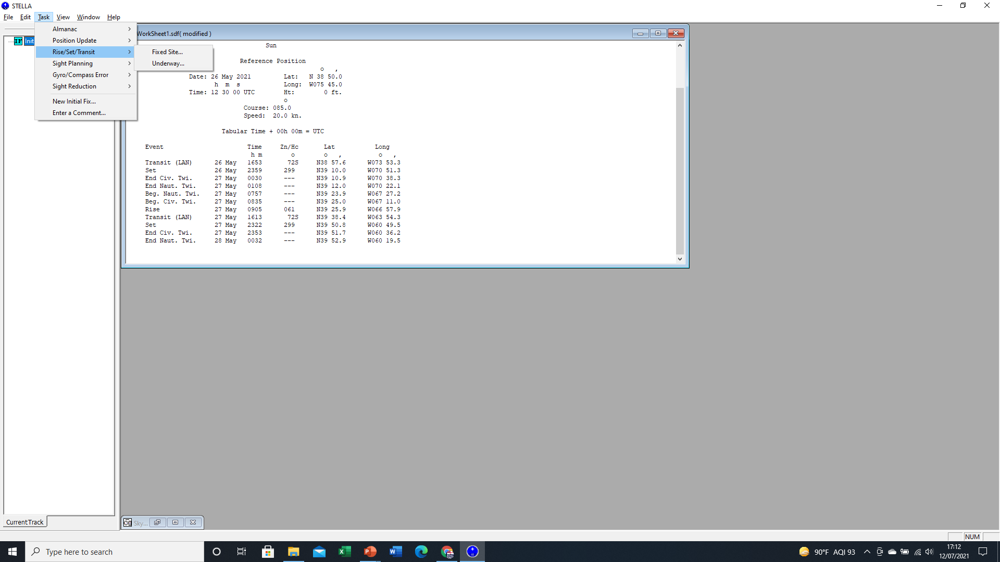 STELLA
File Edit Task View Window Help
Almanac
Position Update
Rise/Set/Transit
Sight Planning
Gyro/Compass Error
Sight Reduction
New Initial Fix...
Enter a Comment...
Fixed Site...
Underway...
IF Init
WorkSheet1.sdf( modified )
Sun
Reference Position
o ,
Date: 26 May 2021 Lat: N 38 50.0
h m s Long: W075 45.0
Time: 12 30 00 UTC Ht: 0 ft.
o
Course: 085.0
Speed: 20.0 kn.
Tabular Time + 00h 00m = UTC
Event Time Zn/Hc Lat Long
h m o o , o ,
Transit (LAN) 26 May 1653 72S N38 57.6 W073 53.3
Set 26 May 2359 299 N39 10.0 W070 51.3
End Civ. Twi. 27 May 0030 --- N39 10.9 W070 38.3
End Naut. Twi. 27 May 0108 --- N39 12.0 W070 22.1
Beg. Naut. Twi. 27 May 0757 --- N39 23.9 W067 27.2
Beg. Civ. Twi. 27 May 0835 --- N39 25.0 W067 11.0
Rise 27 May 0905 061 N39 25.9 W066 57.9
Transit (LAN) 27 May 1613 72S N39 38.4 W063 54.3
Set 27 May 2322 299 N39 50.8 W060 49.5
End Civ. Twi. 27 May 2353 --- N39 51.7 W060 36.2
End Naut. Twi. 28 May 0032 --- N39 52.9 W060 19.5
CurrentTrack
Sky...
NUM
Type here to search
90°F AQI 93
17:12
12/07/2021